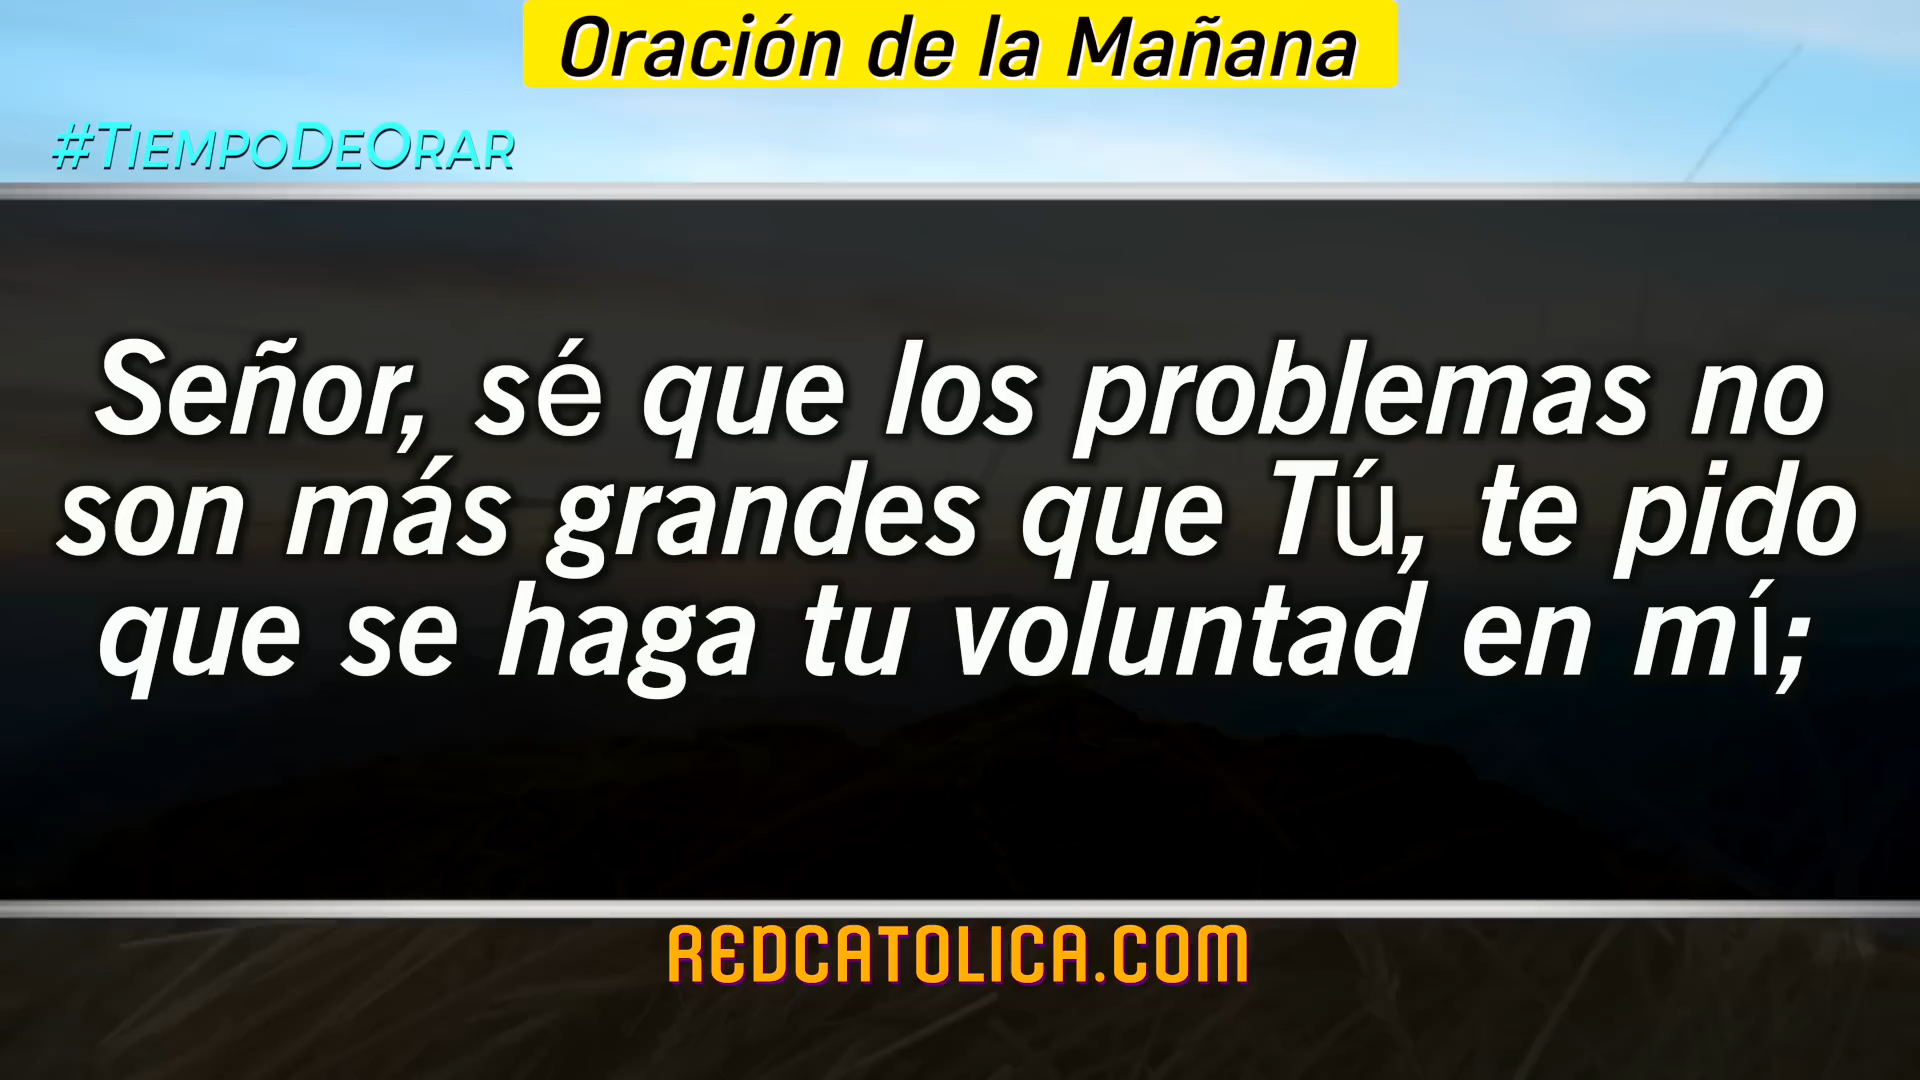 Oración de la Mañana
#TiempoDeOrar
Señor, sé que los problemas no
son más grandes que Tú, te pido
que se haga tu voluntad en mí;
REDCATOLICA.COM